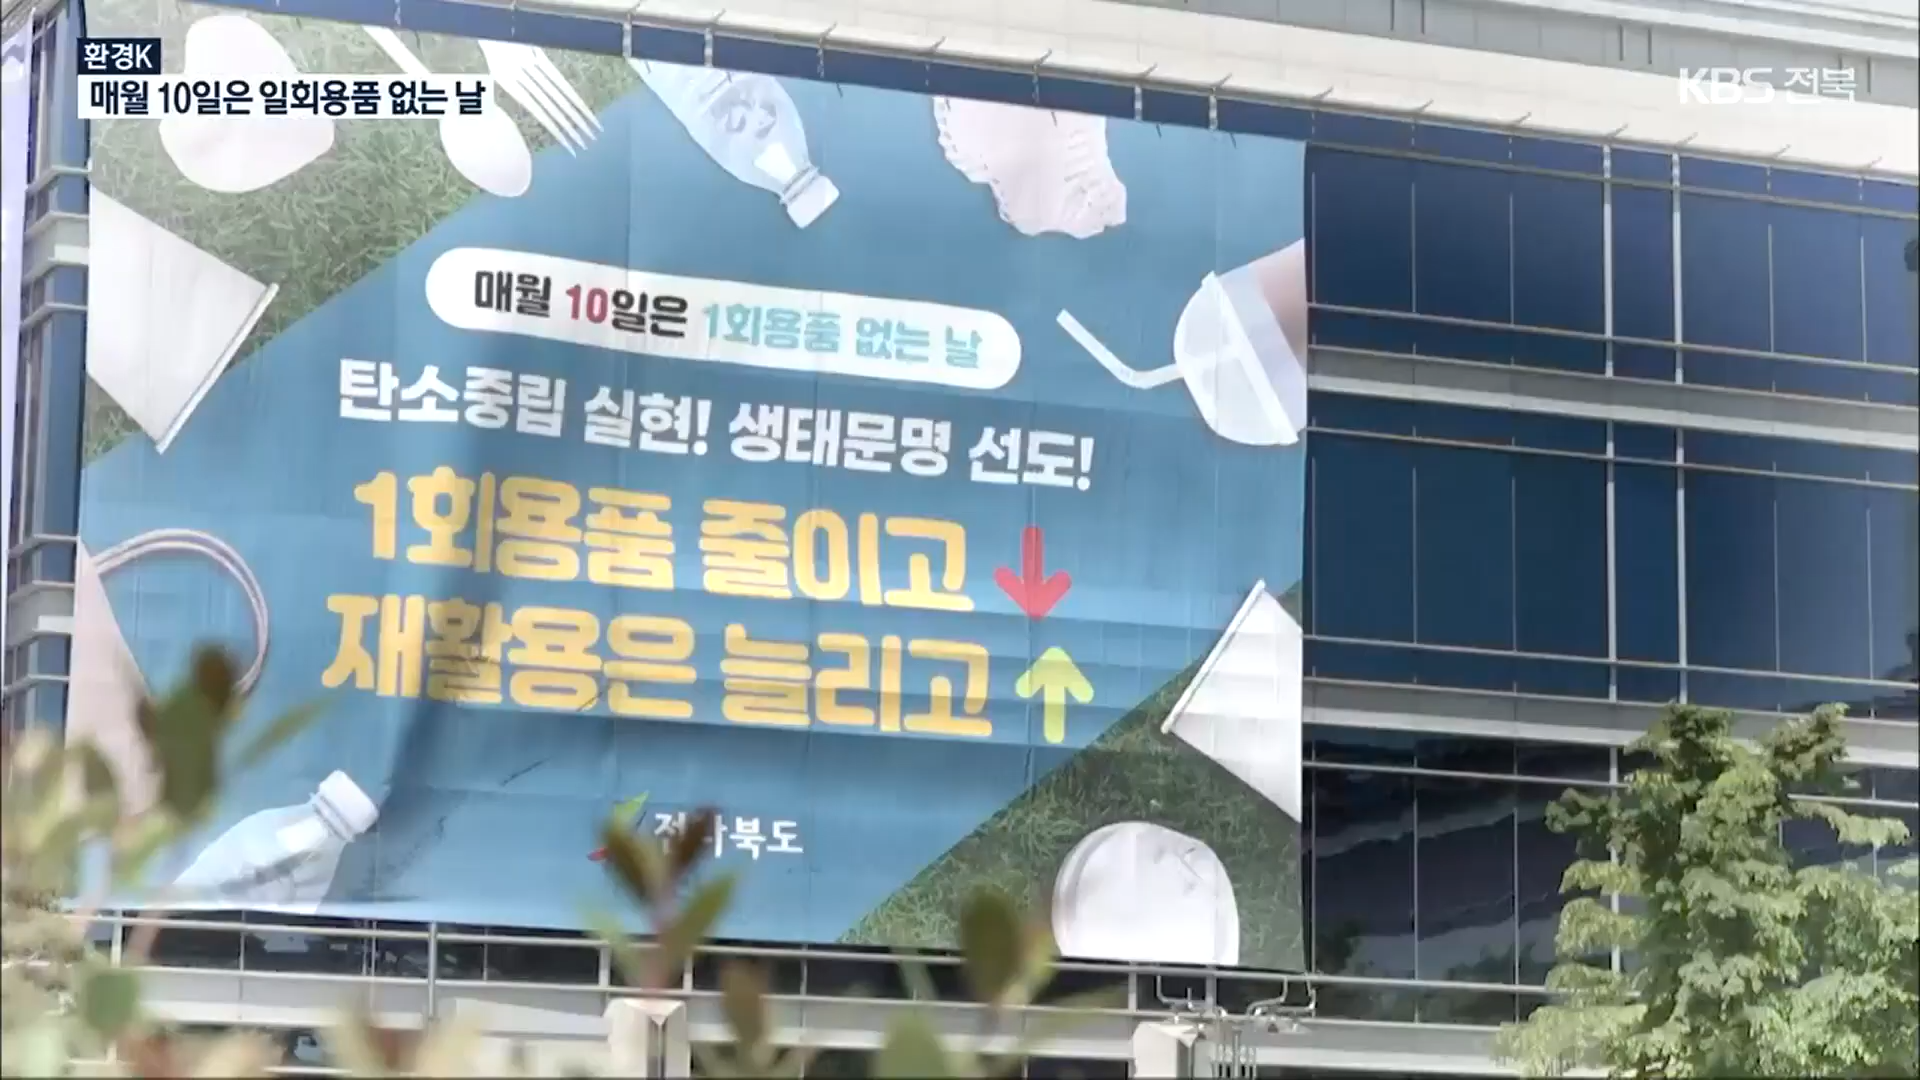 환경K
매월 10일은 일회용품 없는 날
KBS 전북
매월 10일은 1회용품 없는 날
탄소중립 실현! 생태문명 선도!
1회용품 줄이고
재활용은 늘리고
전라북도